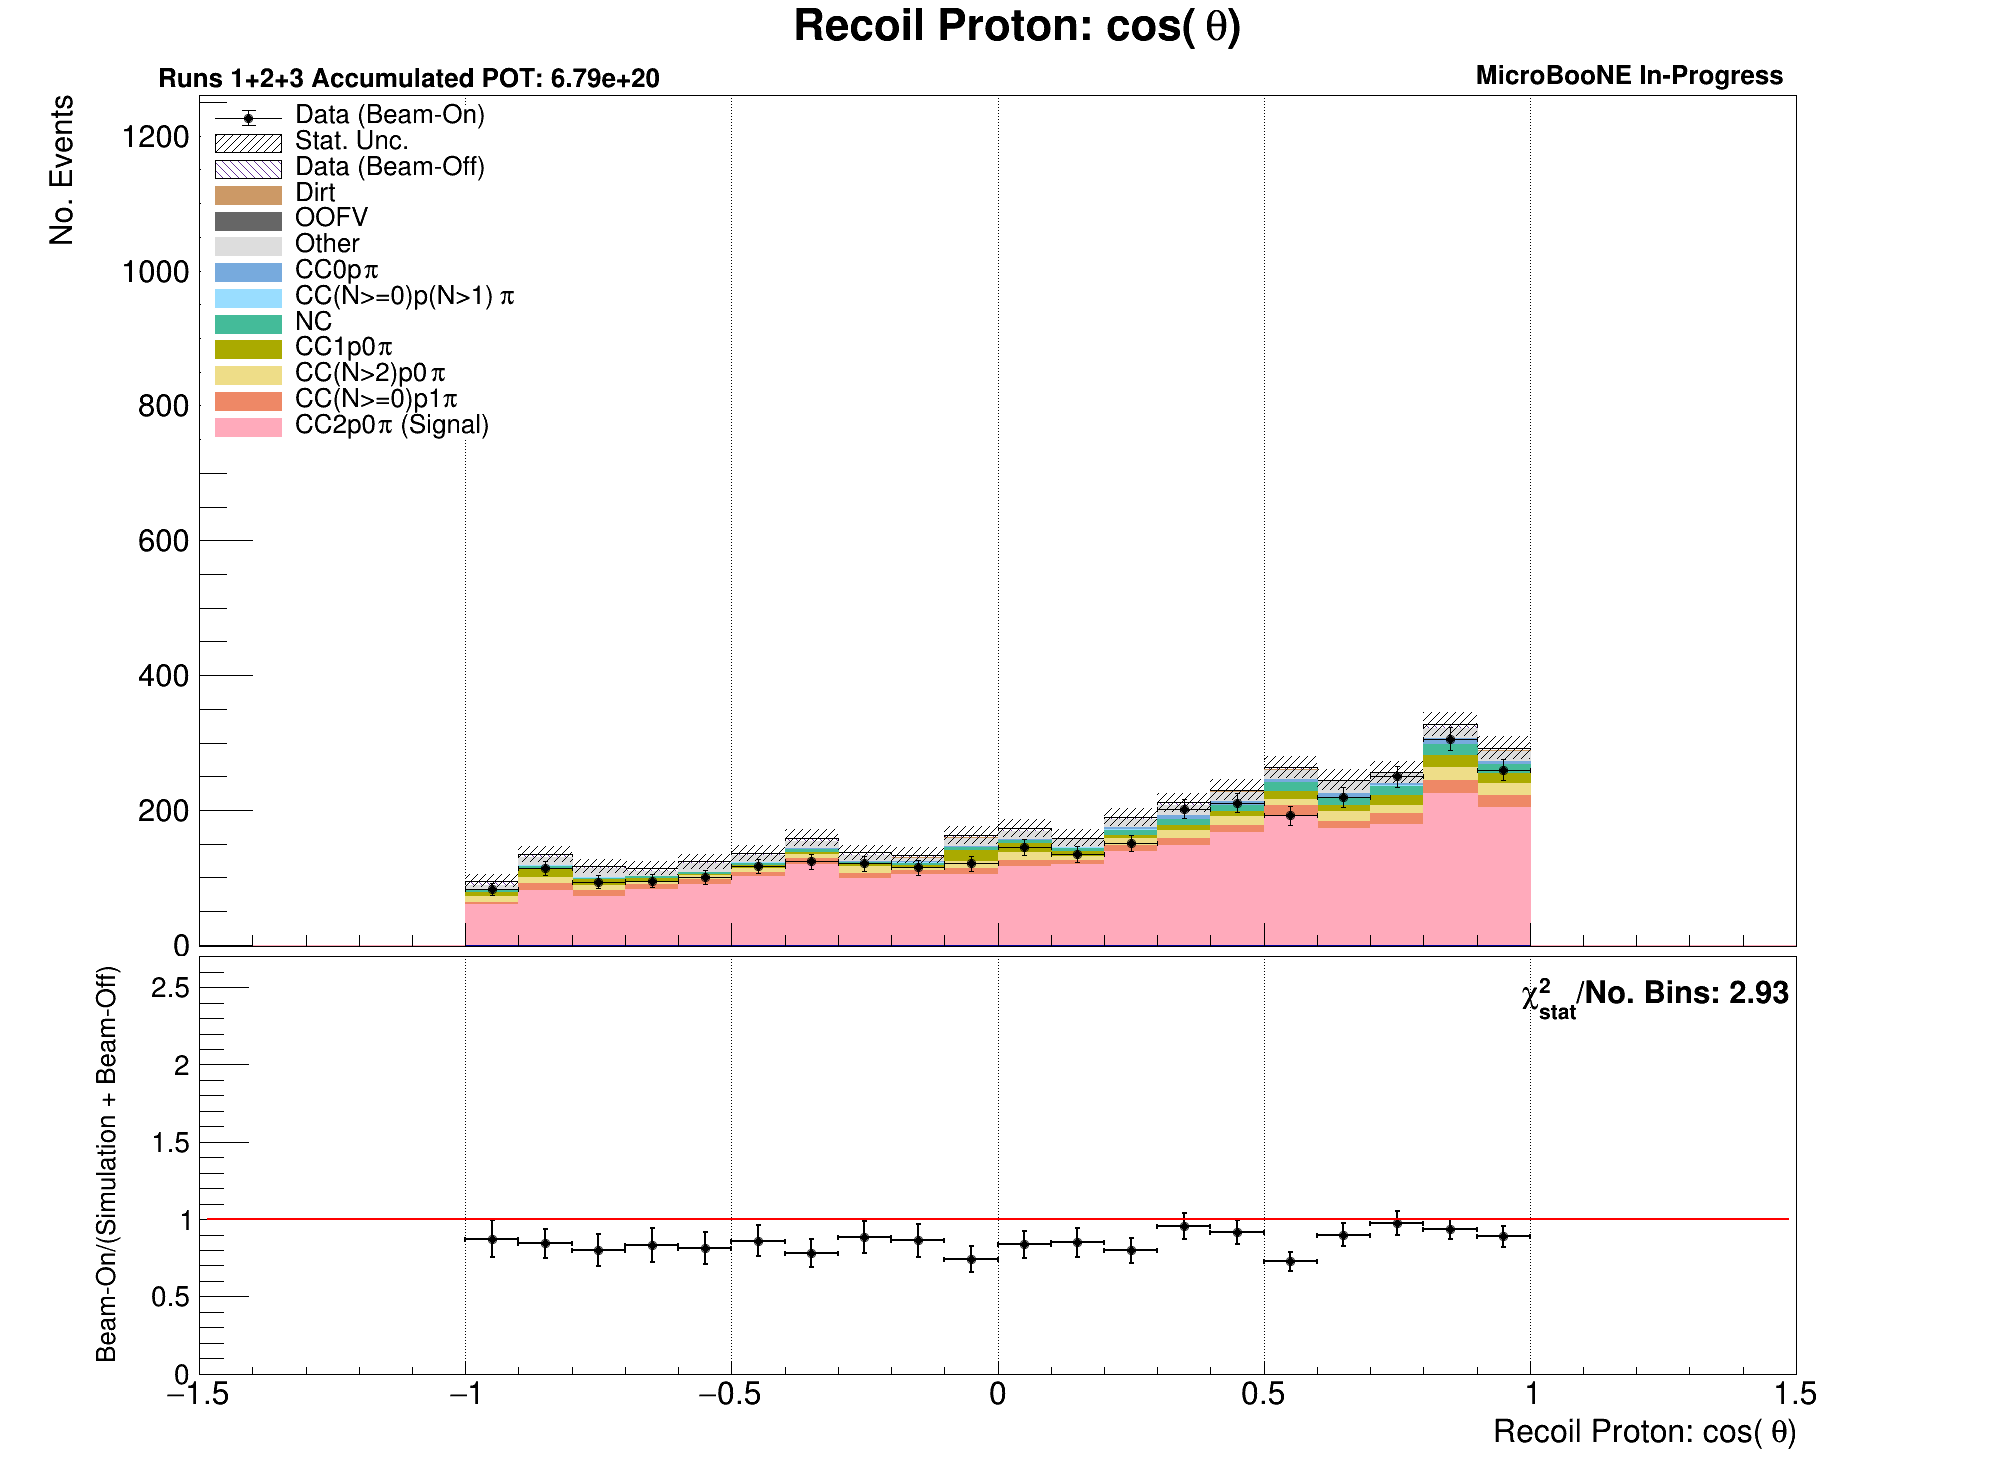 Recoil Proton: cos( θ)
Runs 1+2+3 Accumulated POT: 6.79e+20
MicroBooNE In-Progress
No. Events
1200
1000
800
600
400
200
0
Data (Beam-On)
Stat. Unc.
Data (Beam-Off)
Dirt
OOFV
Other
CC0pπ
CC(N>=0)p(N>1) π
NC
CC1p0π
CC(N>2)p0π
CC(N>=0)p1π
CC2p0π (Signal)
Beam-On/(Simulation + Beam-Off)
2.5
2
1.5
1
0.5
0
χ²stat/No. Bins: 2.93
−1.5 −1 −0.5 0 0.5 1 1.5
Recoil Proton: cos( θ)